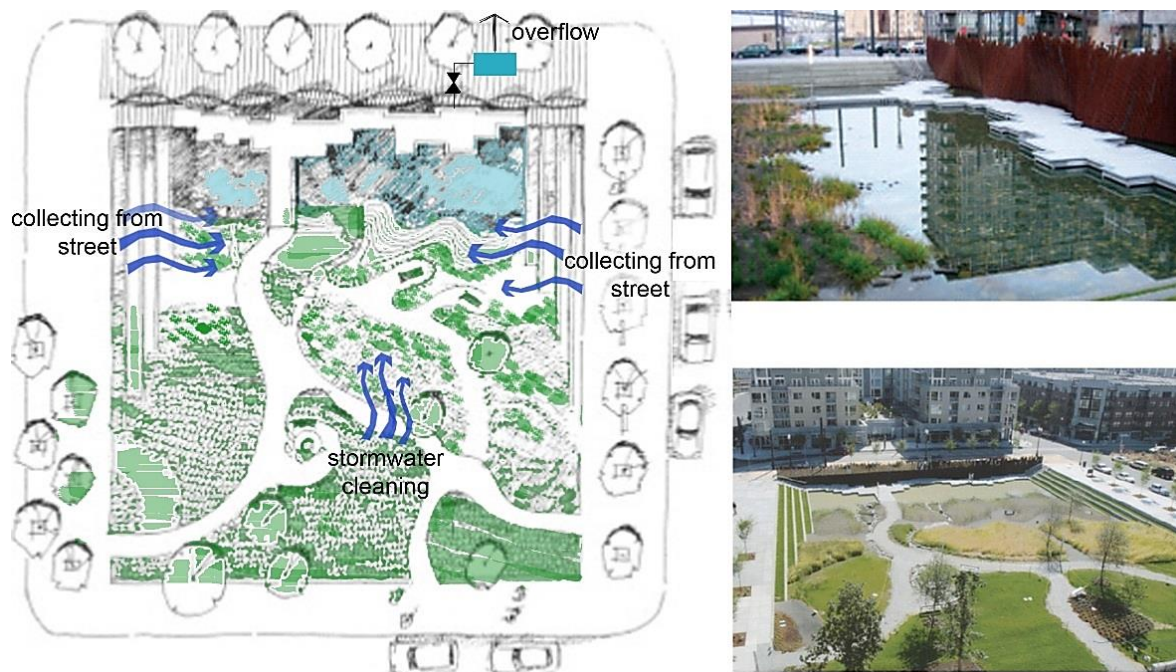 overflow
collecting from
street
collecting from
street
stormwater
cleaning